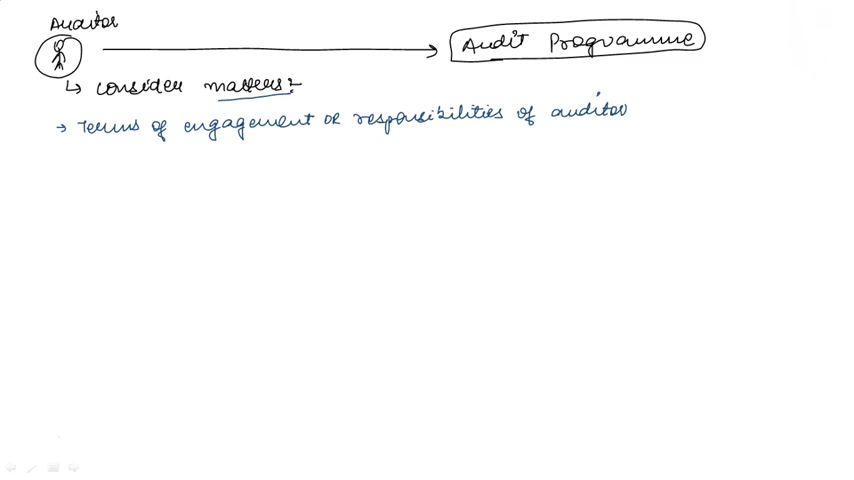 Auditor
Audit Programme
↳ consider matters:-
→ Terms of engagement OR responsibilities of auditor